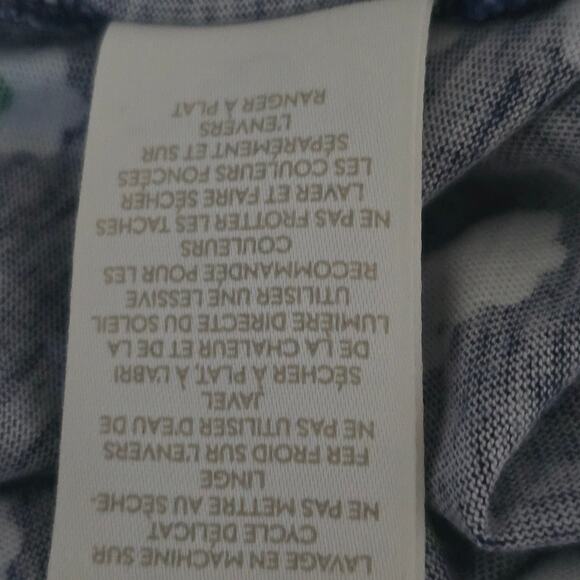 LAVAGE EN MACHINE SUR
CYCLE DÉLICAT
NE PAS METTRE AU SÈCHE-
LINGE
FER FROID SUR L'ENVERS
NE PAS UTILISER D'EAU DE
JAVEL
SÉCHER À PLAT, À L'ABRI
DE LA CHALEUR ET DE LA
LUMIÈRE DIRECTE DU SOLEIL
UTILISER UNE LESSIVE
RECOMMANDÉE POUR LES
COULEURS
NE PAS FROTTER LES TACHES
LAVER ET FAIRE SÉCHER
LES COULEURS FONCÉES
SÉPARÉMENT ET SUR
L'ENVERS
RANGER À PLAT